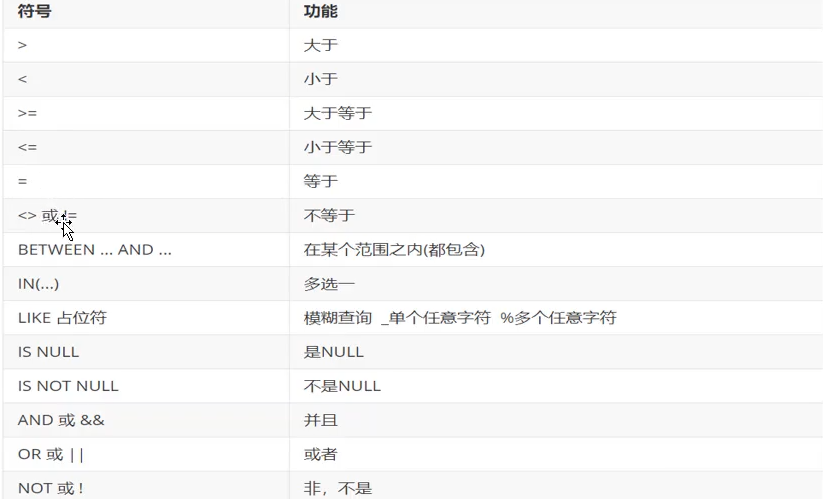 符号 功能
> 大于
< 小于
>= 大于等于
<= 小于等于
= 等于
<> 或 != 不等于
BETWEEN ... AND ... 在某个范围之内(都包含)
IN(...) 多选一
LIKE 占位符 模糊查询 _单个任意字符 %多个任意字符
IS NULL 是NULL
IS NOT NULL 不是NULL
AND 或 && 并且
OR 或 || 或者
NOT 或 ! 非，不是